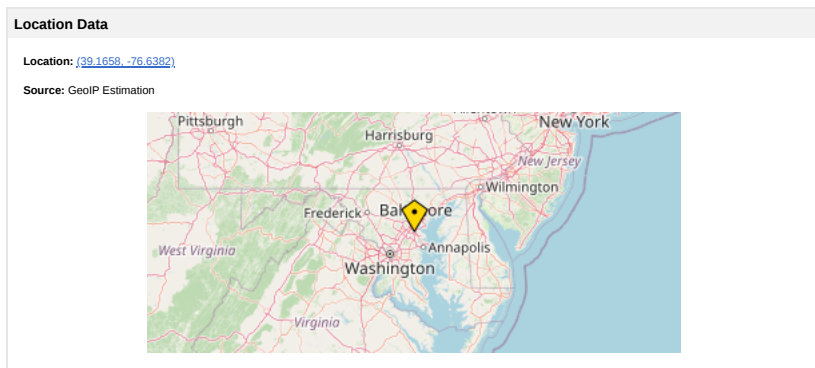 Location Data
Location: (39.1658, -76.6382)
Source: GeoIP Estimation
Pittsburgh
New York
Harrisburg
New Jersey
Wilmington
Frederick
Annapolis
West Virginia
Washington
Virginia